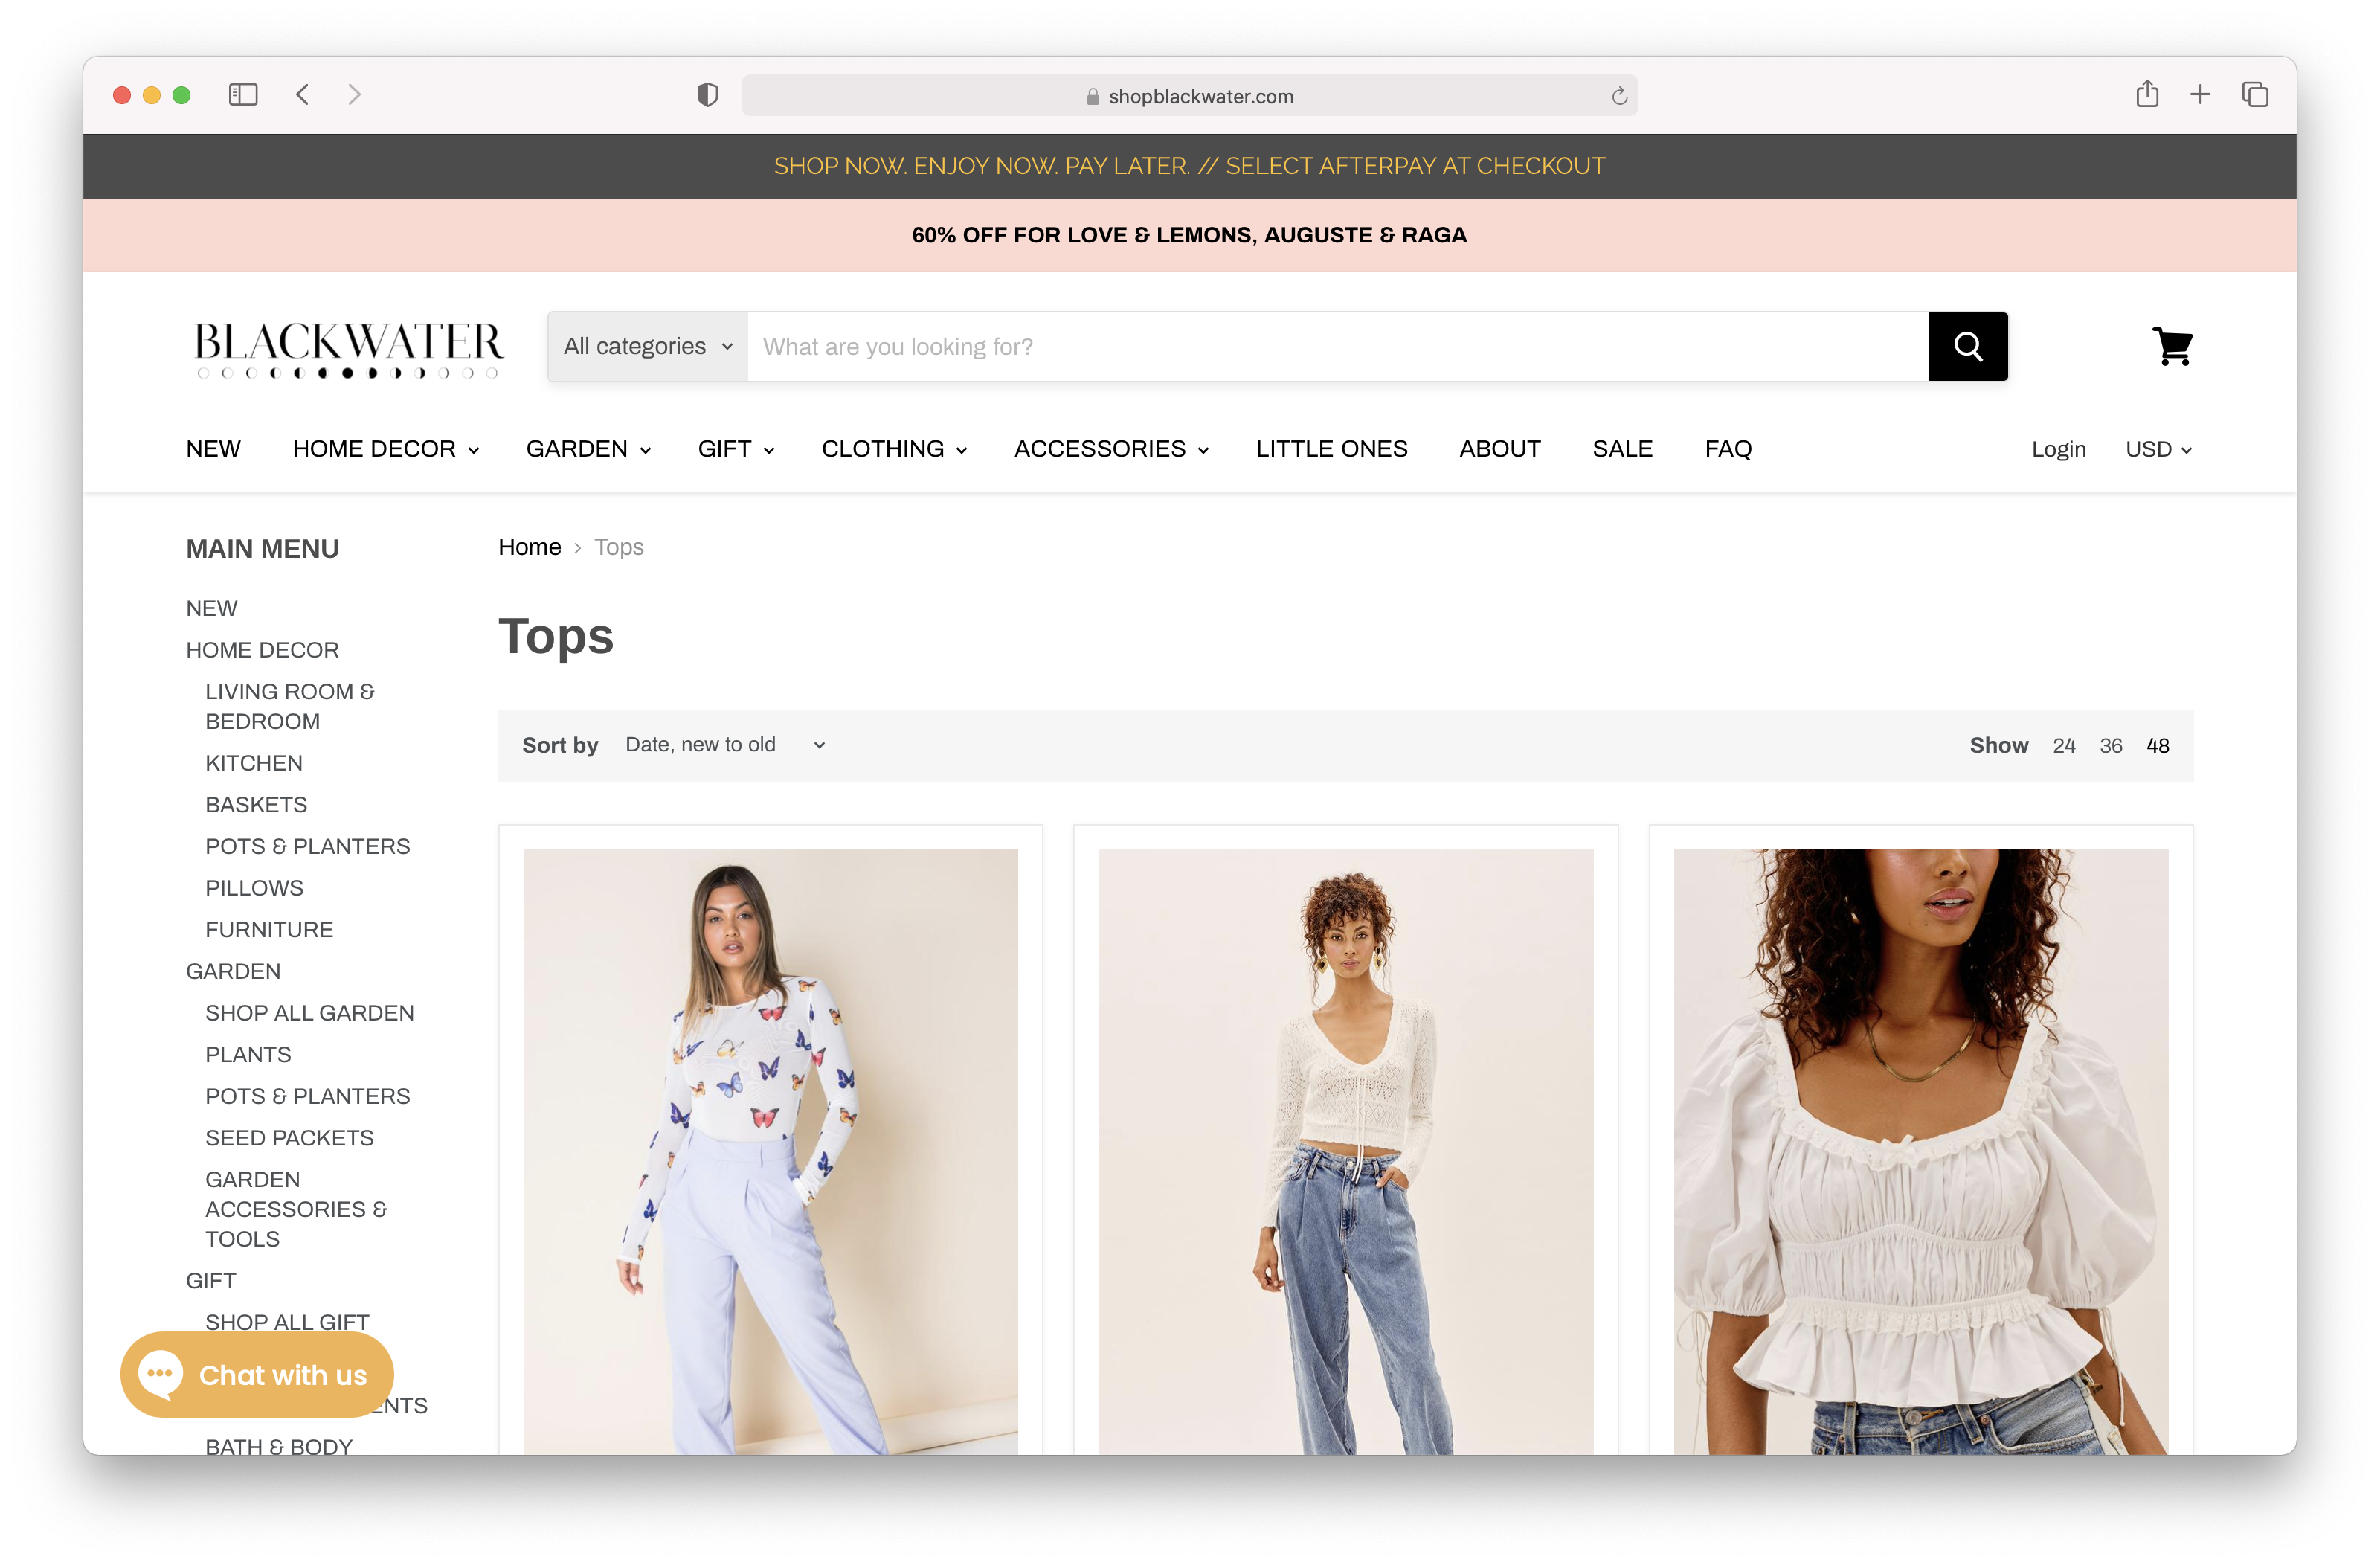 shopblackwater.com
SHOP NOW. ENJOY NOW. PAY LATER. // SELECT AFTERPAY AT CHECKOUT
60% OFF FOR LOVE & LEMONS, AUGUSTE & RAGA
BLACKWATER
All categories
What are you looking for?
NEW HOME DECOR GARDEN GIFT CLOTHING ACCESSORIES LITTLE ONES ABOUT SALE FAQ Login USD
MAIN MENU
NEW
HOME DECOR
LIVING ROOM &
BEDROOM
KITCHEN
BASKETS
POTS & PLANTERS
PILLOWS
FURNITURE
GARDEN
SHOP ALL GARDEN
PLANTS
POTS & PLANTERS
SEED PACKETS
GARDEN
ACCESSORIES &
TOOLS
GIFT
SHOP ALL GIFT
BATH & BODY
Chat with us
Home > Tops
Tops
Sort by Date, new to old
Show 24 36 48